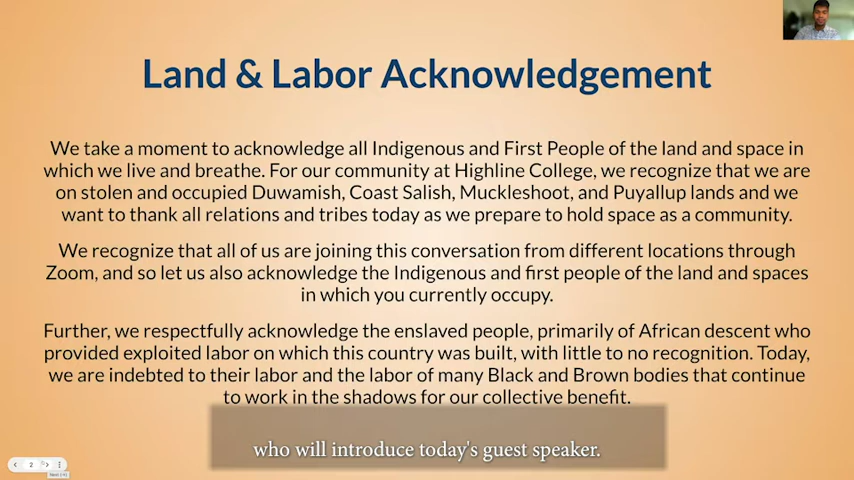 Land & Labor Acknowledgement
We take a moment to acknowledge all Indigenous and First People of the land and space in
which we live and breathe. For our community at Highline College, we recognize that we are
on stolen and occupied Duwamish, Coast Salish, Muckleshoot, and Puyallup lands and we
want to thank all relations and tribes today as we prepare to hold space as a community.
We recognize that all of us are joining this conversation from different locations through
Zoom, and so let us also acknowledge the Indigenous and first people of the land and spaces
in which you currently occupy.
Further, we respectfully acknowledge the enslaved people, primarily of African descent who
provided exploited labor on which this country was built, with little to no recognition. Today,
we are indebted to their labor and the labor of many Black and Brown bodies that continue
to work in the shadows for our collective benefit.
who will introduce today's guest speaker.
2